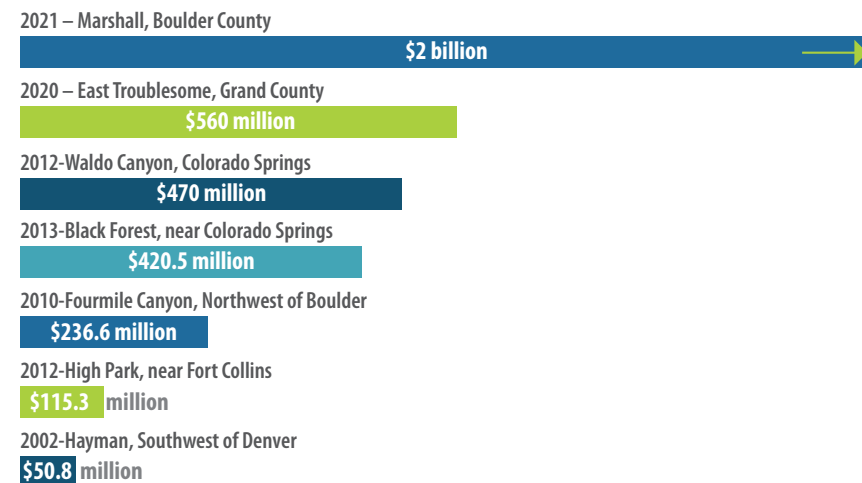 2021 – Marshall, Boulder County
$2 billion
2020 – East Troublesome, Grand County
$560 million
2012-Waldo Canyon, Colorado Springs
$470 million
2013-Black Forest, near Colorado Springs
$420.5 million
2010-Fourmile Canyon, Northwest of Boulder
$236.6 million
2012-High Park, near Fort Collins
$115.3 million
2002-Hayman, Southwest of Denver
$50.8 million